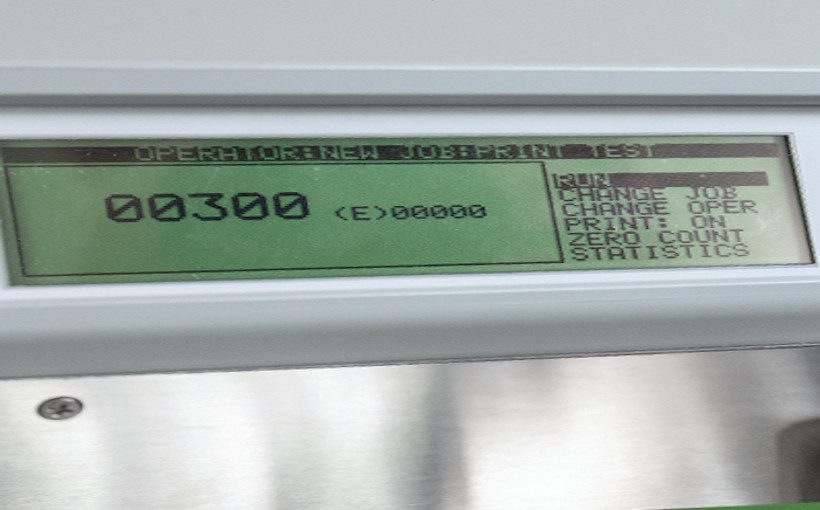 OPERATOR:NEW JOB:PRINT TEST
00300 (E)00000
RUN
CHANGE JOB
CHANGE OPER
PRINT: ON
ZERO COUNT
STATISTICS